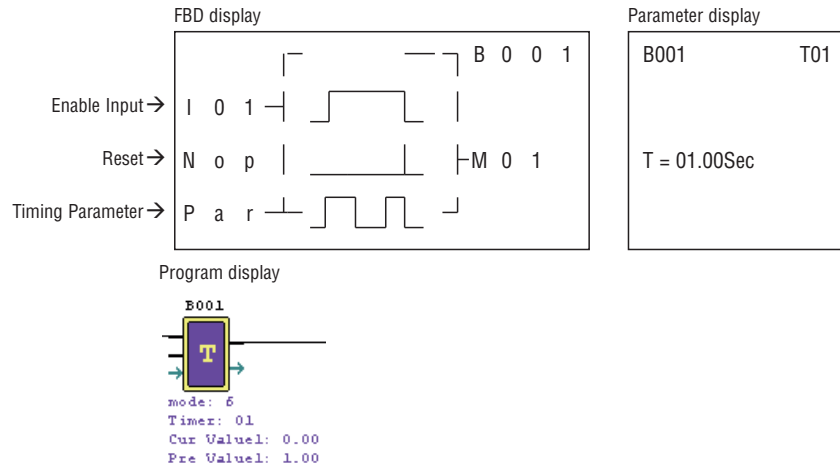 FBD display
B 0 0 1
Enable Input → I 0 1
Reset → N o p
M 0 1
Timing Parameter → P a r
Parameter display
B001 T01
T = 01.00Sec
Program display
B001
T
mode: 6
Timer: 01
Cur Value1: 0.00
Pre Value1: 1.00